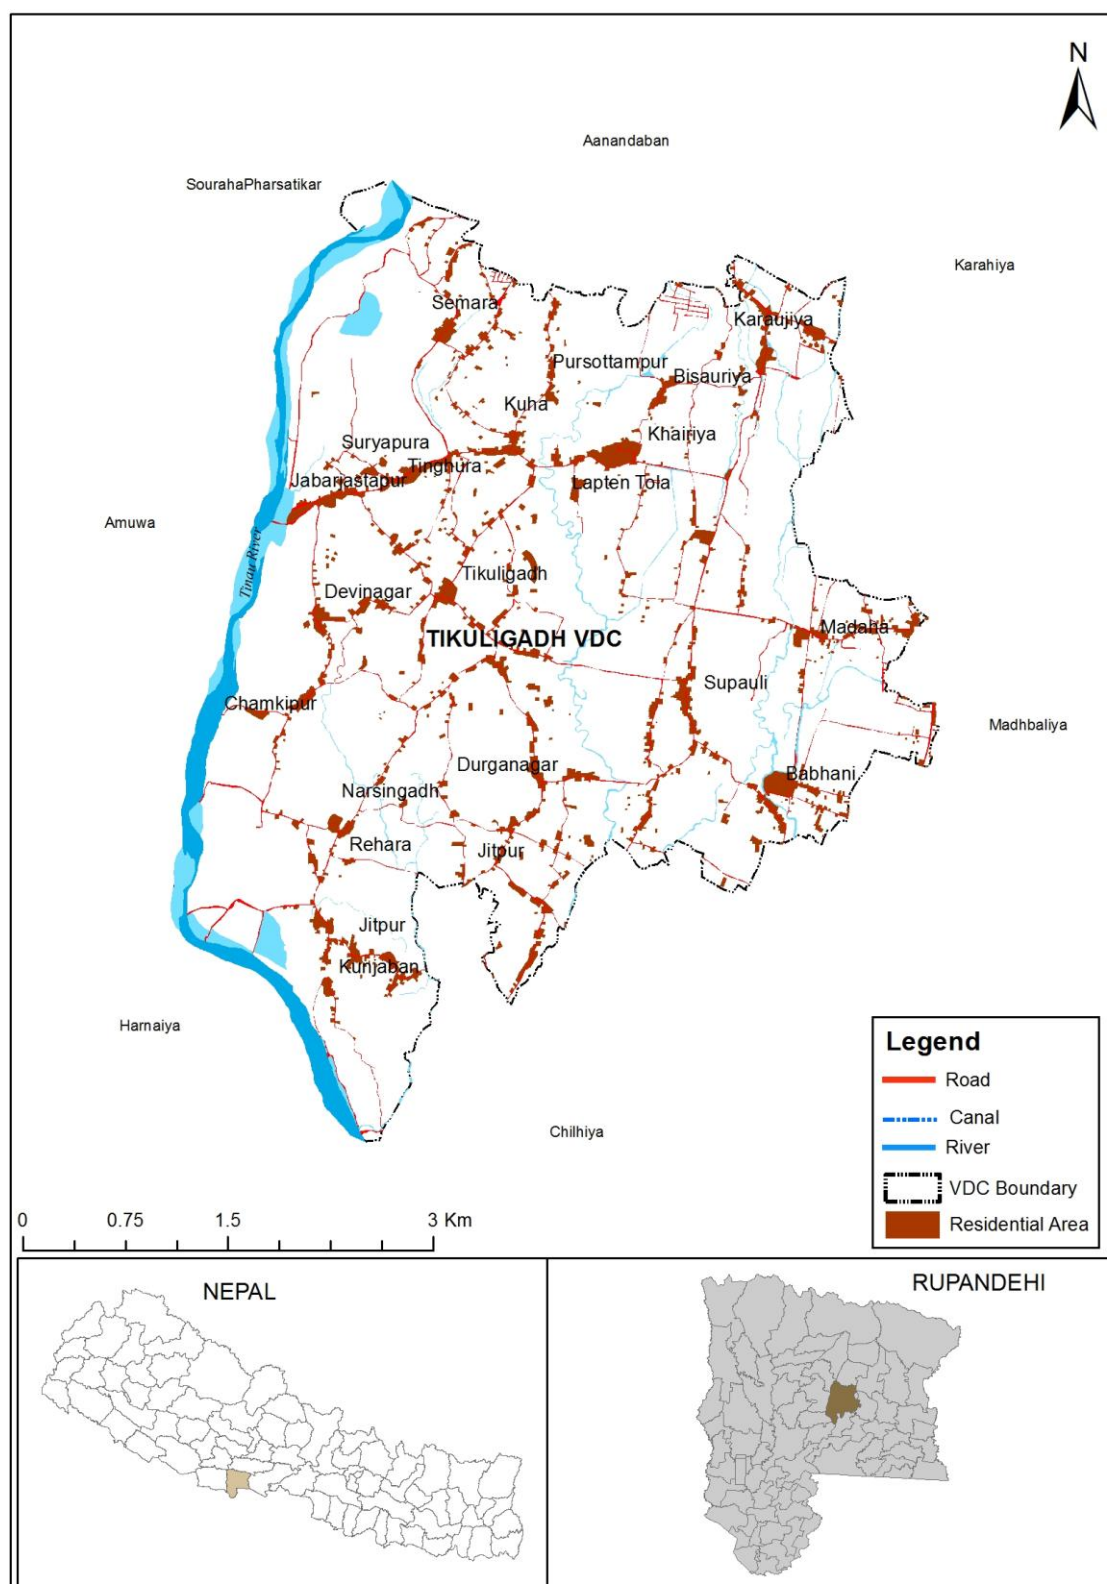 N
Aanandaban
SourahaPharsatikar
Karahiya
Semara
Karaujiya
Pursottampur
Bisauriya
Kuha
Khairiya
Suryapura
Tinghura
Jabarjastapur
Lapten Tola
Amuwa
Tinau River
Tikuligadh
Devinagar
TIKULIGADH VDC
Madaha
Supauli
Chamkipur
Madhbaliya
Durganagar
Babhani
Narsingadh
Rehara
Jitpur
Jitpur
Kunjaban
Harnaiya
Chilhiya
Legend
Road
Canal
River
VDC Boundary
Residential Area
0 0.75 1.5 3 Km
NEPAL
RUPANDEHI